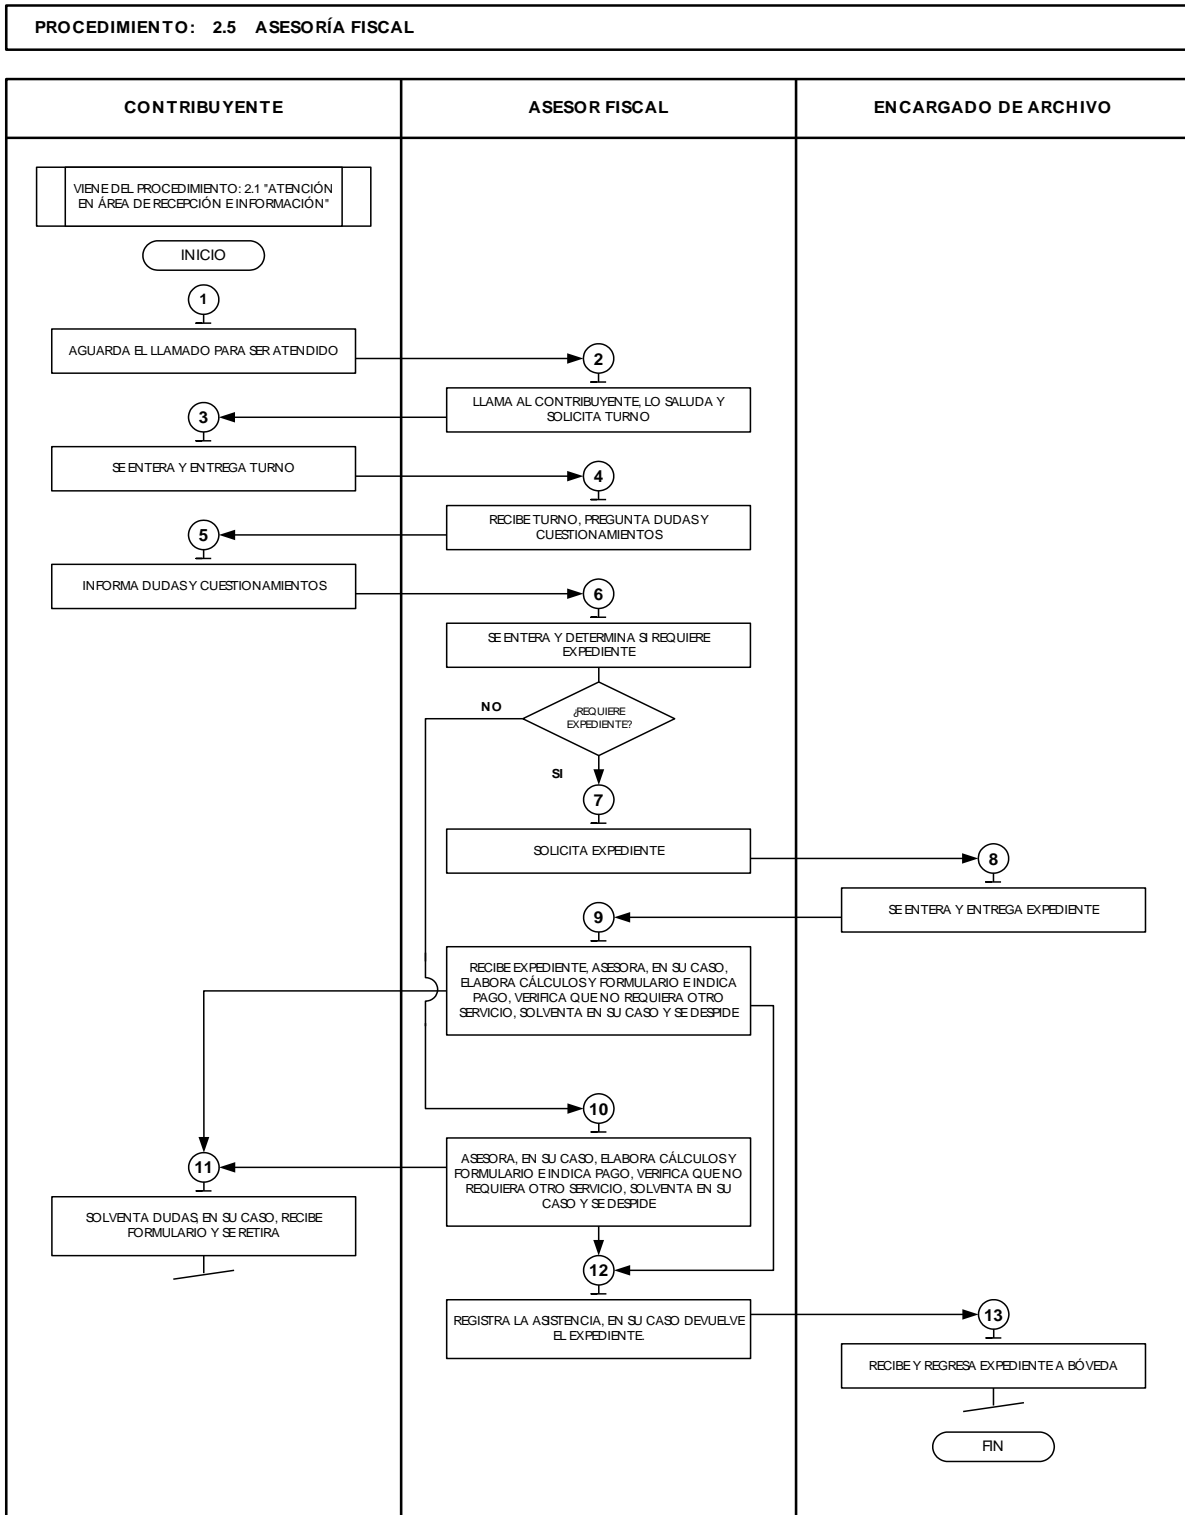 PROCEDIMIENTO: 2.5 ASESORÍA FISCAL
CONTRIBUYENTE
ASESOR FISCAL
ENCARGADO DE ARCHIVO
VIENE DEL PROCEDIMIENTO: 2.1 "ATENCIÓN
EN ÁREA DE RECEPCIÓN E INFORMACIÓN"
INICIO
1
AGUARDA EL LLAMADO PARA SER ATENDIDO
2
LLAMA AL CONTRIBUYENTE, LO SALUDA Y
SOLICITA TURNO
3
SE ENTERA Y ENTREGA TURNO
4
RECIBE TURNO, PREGUNTA DUDAS Y
CUESTIONAMIENTOS
5
INFORMA DUDAS Y CUESTIONAMIENTOS
6
SE ENTERA Y DETERMINA SI REQUIERE
EXPEDIENTE
¿REQUIERE
EXPEDIENTE?
NO
SI
7
SOLICITA EXPEDIENTE
8
SE ENTERA Y ENTREGA EXPEDIENTE
9
RECIBE EXPEDIENTE, ASESORA, EN SU CASO,
ELABORA CÁLCULOS Y FORMULARIO E INDICA
PAGO, VERIFICA QUE NO REQUIERA OTRO
SERVICIO, SOLVENTA EN SU CASO Y SE DESPIDE
10
ASESORA, EN SU CASO, ELABORA CÁLCULOS Y
FORMULARIO E INDICA PAGO, VERIFICA QUE NO
REQUIERA OTRO SERVICIO, SOLVENTA EN SU
CASO Y SE DESPIDE
11
SOLVENTA DUDAS, EN SU CASO, RECIBE
FORMULARIO Y SE RETIRA
12
REGISTRA LA ASISTENCIA, EN SU CASO DEVUELVE
EL EXPEDIENTE.
13
RECIBE Y REGRESA EXPEDIENTE A BÓVEDA
FIN